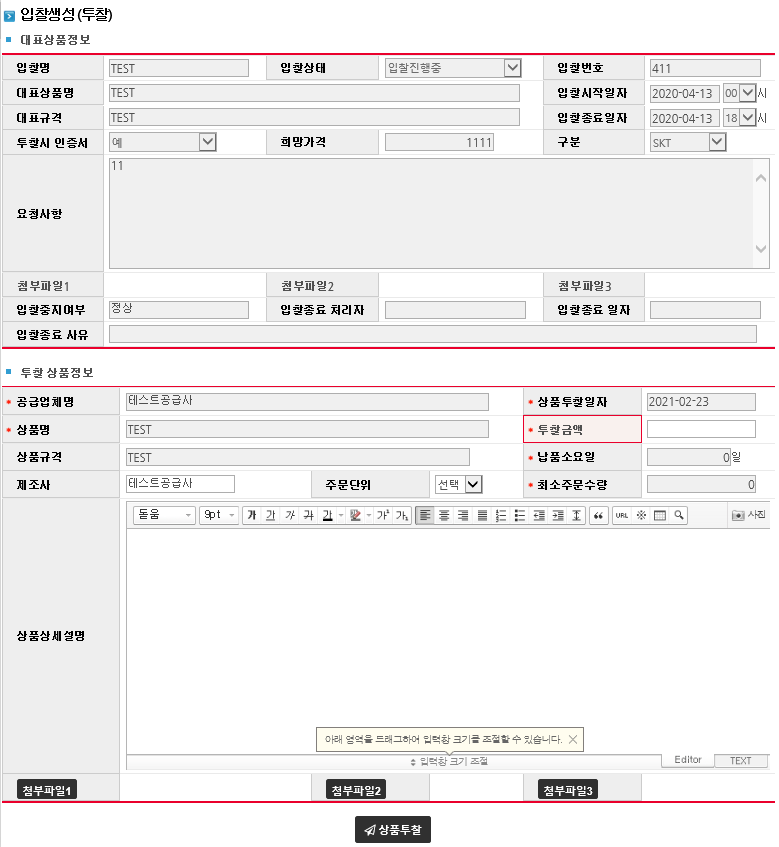 입찰생성 (투찰)
대표상품정보
입찰명 TEST 입찰상태 입찰진행중 입찰번호 411
대표상품명 TEST 입찰시작일자 2020-04-13 00 시
대표규격 TEST 입찰종료일자 2020-04-13 18 시
투찰시 인증서 예 희망가격 1111 구분 SKT
요청사항 11
첨부파일1 첨부파일2 첨부파일3
입찰중지여부 정상 입찰종료 처리자 입찰종료 일자
입찰종료 사유
투찰 상품정보
* 공급업체명 테스트공급사 * 상품투찰일자 2021-02-23
* 상품명 TEST * 투찰금액
상품규격 TEST * 납품소요일 0 일
제조사 테스트공급사 주문단위 선택 * 최소주문수량 0
돋움 9pt 가 가 가 가 가 가² 가₂ URL 사진
상품상세설명
아래 영역을 드래그하여 입력창 크기를 조절할 수 있습니다.
입력창 크기 조절 Editor TEXT
첨부파일1 첨부파일2 첨부파일3
상품투찰